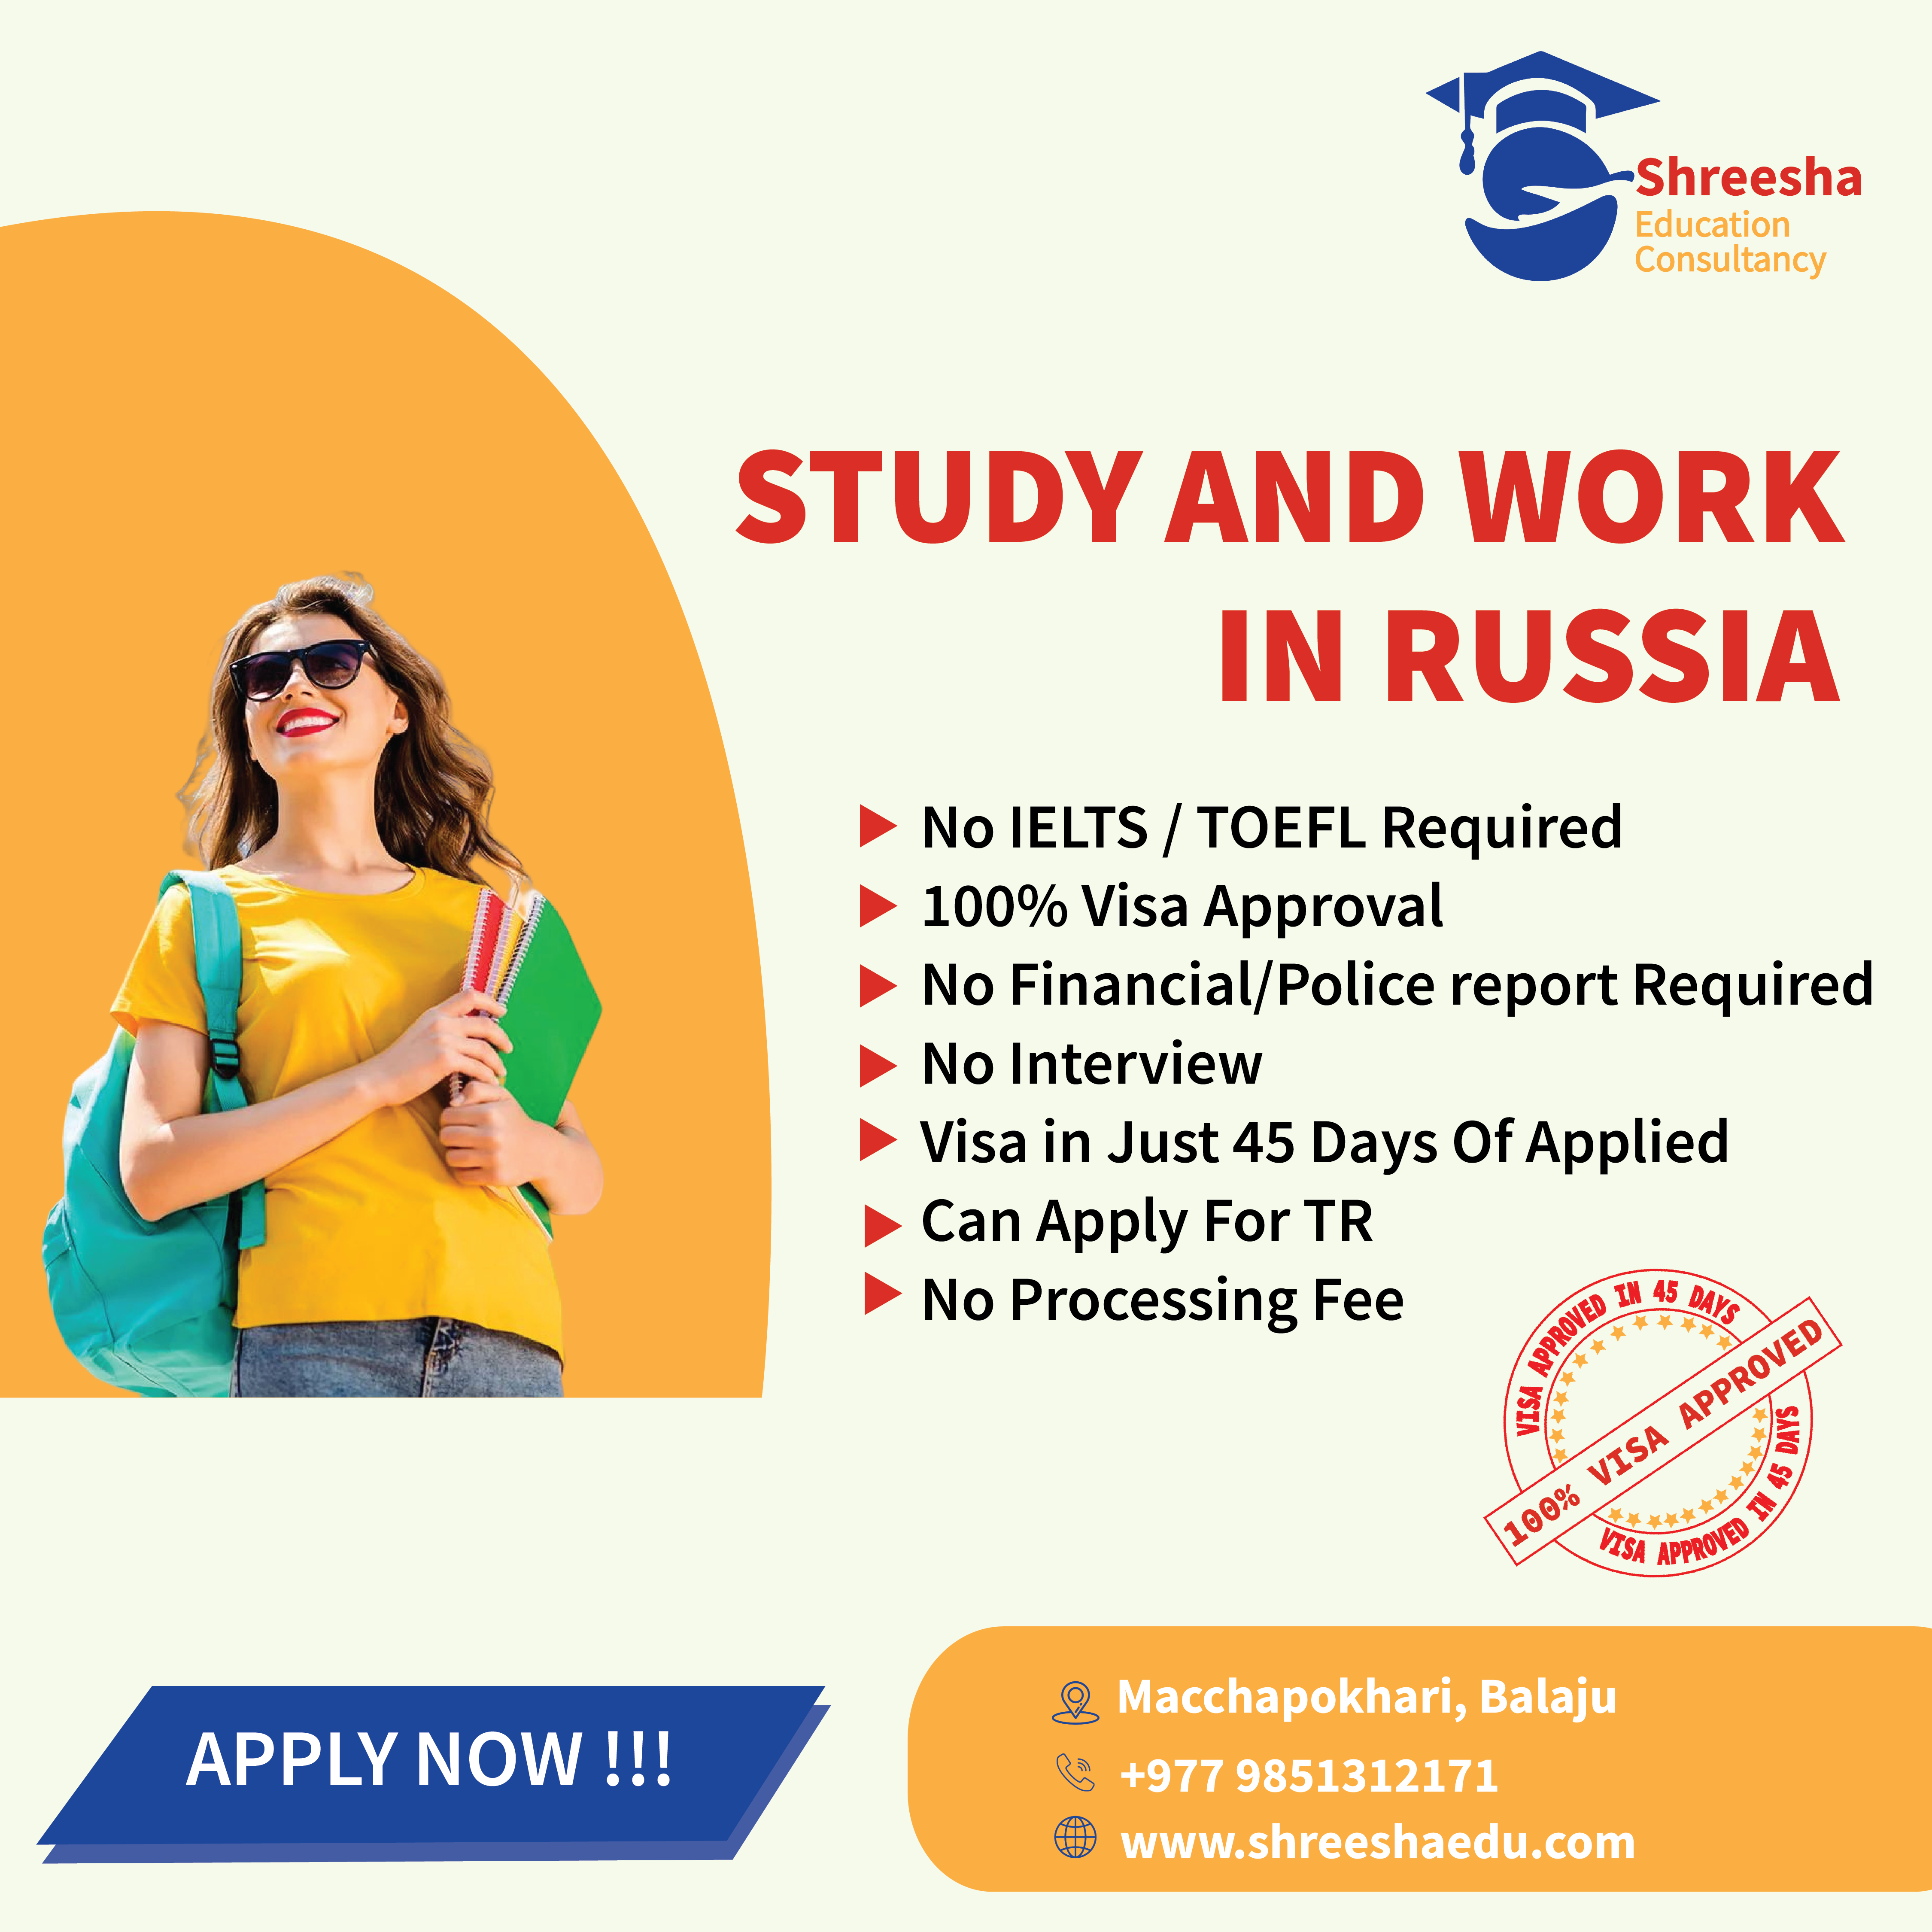 Shreesha
Education
Consultancy
STUDY AND WORK
IN RUSSIA
No IELTS / TOEFL Required
100% Visa Approval
No Financial/Police report Required
No Interview
Visa in Just 45 Days Of Applied
Can Apply For TR
No Processing Fee
VISA APPROVED IN 45 DAYS
100% VISA APPROVED
VISA APPROVED IN 45 DAYS
APPLY NOW !!!
Macchapokhari, Balaju
+977 9851312171
www.shreeshaedu.com